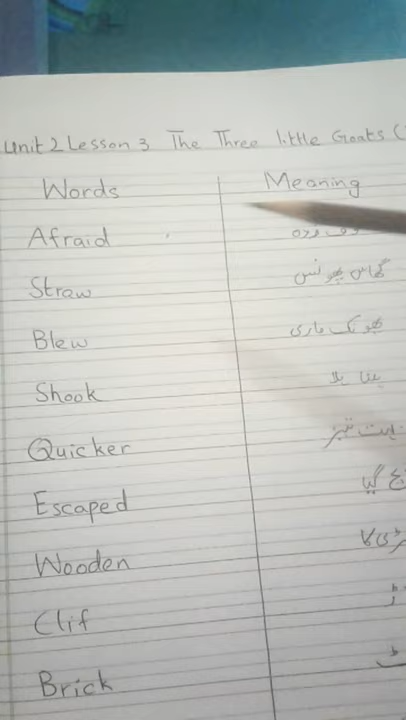 Unit 2 Lesson 3 The Three little Goats (
Words Meaning
Afraid
Straw گھاس پھونس
Blew پھونک ماری
Shook
Quicker تیز
Escaped گیا
Wooden
Clif
Brick